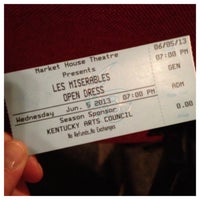 Market House Theatre
Presents
LES MISERABLES
OPEN DRESS
Wednesday Jun. 5 2013, 07:00 PM
Season Sponsor
KENTUCKY ARTS COUNCIL
No Refunds,No Exchanges
06/05/13
07:00 PM
GEN
ADM
0.00